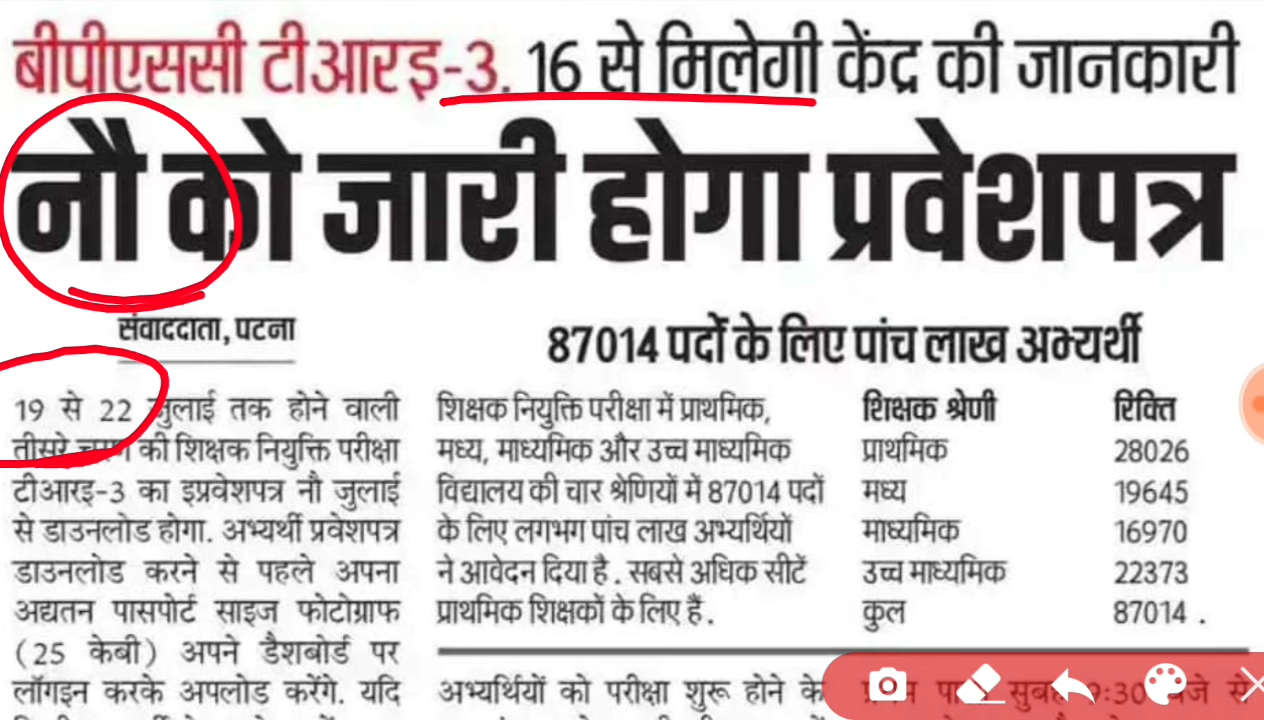 बीपीएससी टीआरइ-3. 16 से मिलेगी केंद्र की जानकारी
नौ को जारी होगा प्रवेशपत्र
संवाददाता, पटना
19 से 22 जुलाई तक होने वाली
तीसरे चरण की शिक्षक नियुक्ति परीक्षा
टीआरइ-3 का इप्रवेशपत्र नौ जुलाई
से डाउनलोड होगा. अभ्यर्थी प्रवेशपत्र
डाउनलोड करने से पहले अपना
अद्यतन पासपोर्ट साइज फोटोग्राफ
(25 केबी) अपने डैशबोर्ड पर
लॉगइन करके अपलोड करेंगे. यदि
87014 पदों के लिए पांच लाख अभ्यर्थी
शिक्षक नियुक्ति परीक्षा में प्राथमिक,
मध्य, माध्यमिक और उच्च माध्यमिक
विद्यालय की चार श्रेणियों में 87014 पदों
के लिए लगभग पांच लाख अभ्यर्थियों
ने आवेदन दिया है. सबसे अधिक सीटें
प्राथमिक शिक्षकों के लिए हैं.
शिक्षक श्रेणी रिक्ति
प्राथमिक 28026
मध्य 19645
माध्यमिक 16970
उच्च माध्यमिक 22373
कुल 87014 .
अभ्यर्थियों को परीक्षा शुरू होने के